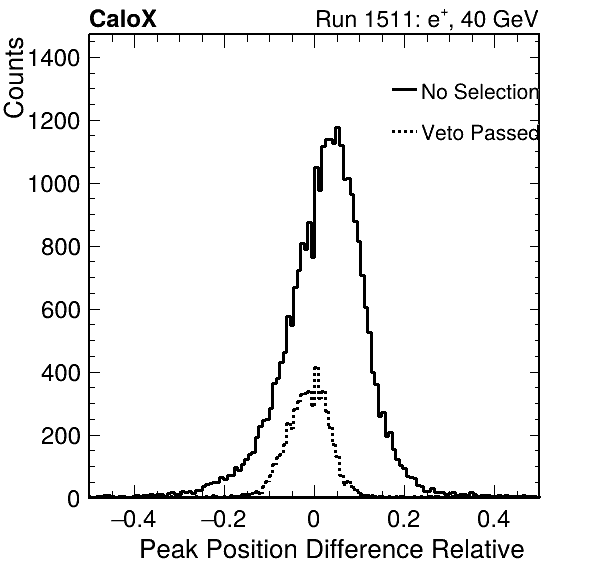 CaloX Run 1511: e+, 40 GeV
Counts
1400
1200
1000
800
600
400
200
0
No Selection
Veto Passed
−0.4 −0.2 0 0.2 0.4
Peak Position Difference Relative